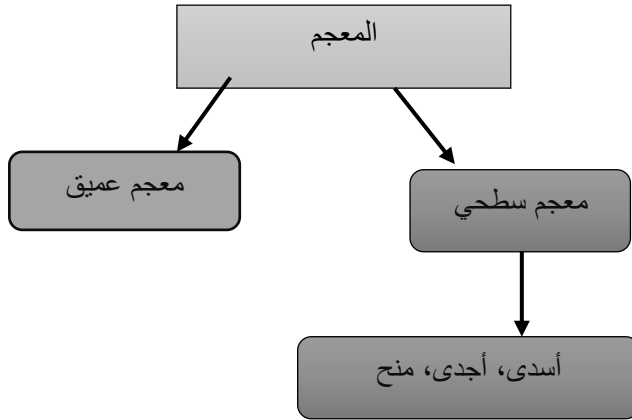 المعجم
معجم عميق
معجم سطحي
أسدى، أجدى، منح